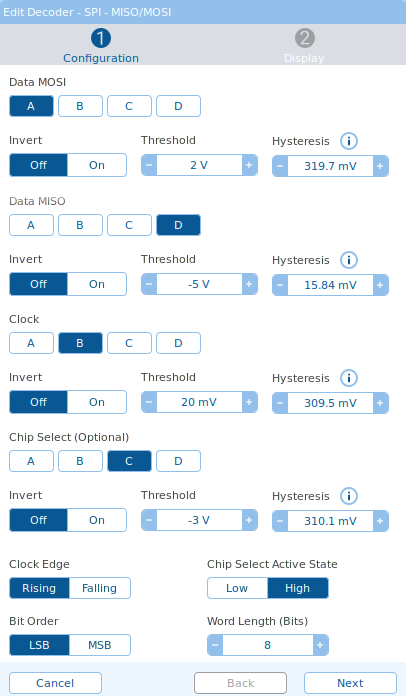 Edit Decoder - SPI - MISO/MOSI
1 2
Configuration Display
Data MOSI
A B C D
Invert Threshold Hysteresis i
Off On − 2 V + − 319.7 mV +
Data MISO
A B C D
Invert Threshold Hysteresis i
Off On − -5 V + − 15.84 mV +
Clock
A B C D
Invert Threshold Hysteresis i
Off On − 20 mV + − 309.5 mV +
Chip Select (Optional)
A B C D
Invert Threshold Hysteresis i
Off On − -3 V + − 310.1 mV +
Clock Edge Chip Select Active State
Rising Falling Low High
Bit Order Word Length (Bits)
LSB MSB − 8 +
Cancel Back Next